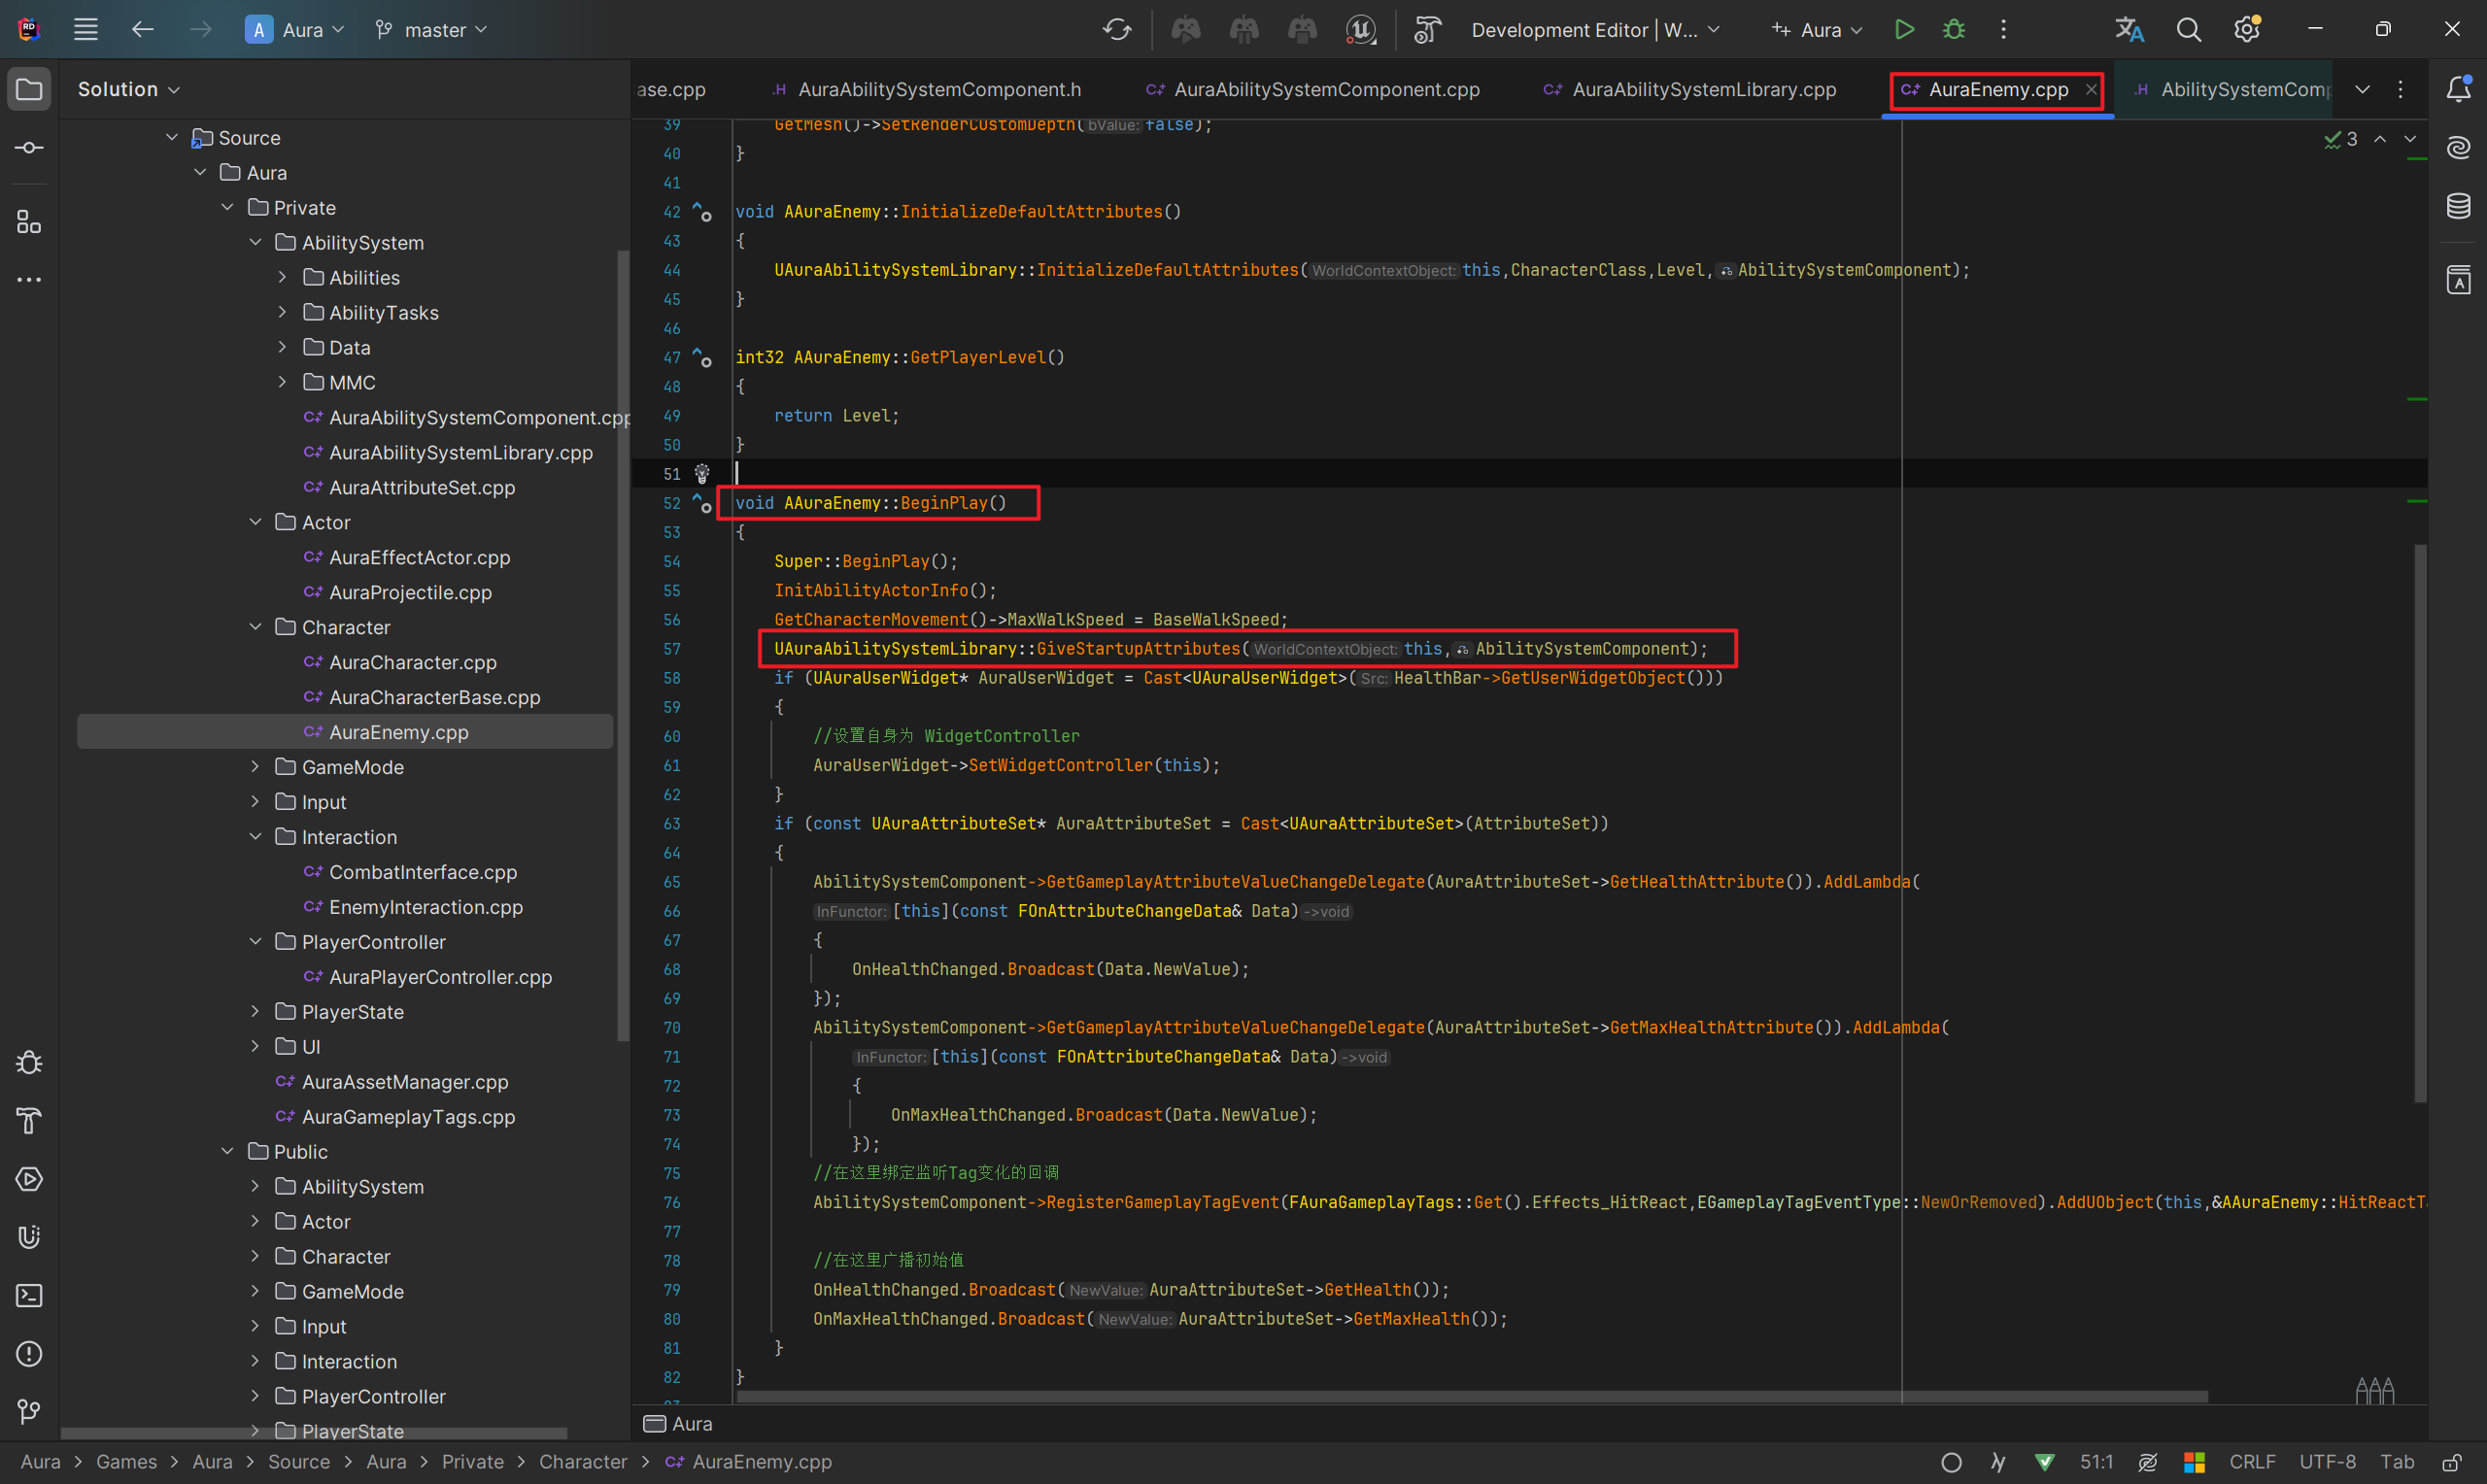 Aura
master
Development Editor | W...
Aura
Solution
ase.cpp
AuraAbilitySystemComponent.h
AuraAbilitySystemComponent.cpp
AuraAbilitySystemLibrary.cpp
AuraEnemy.cpp
AbilitySystemComp
Source
Aura
Private
AbilitySystem
Abilities
AbilityTasks
Data
MMC
AuraAbilitySystemComponent.cpp
AuraAbilitySystemLibrary.cpp
AuraAttributeSet.cpp
Actor
AuraEffectActor.cpp
AuraProjectile.cpp
Character
AuraCharacter.cpp
AuraCharacterBase.cpp
AuraEnemy.cpp
GameMode
Input
Interaction
CombatInterface.cpp
EnemyInteraction.cpp
PlayerController
AuraPlayerController.cpp
PlayerState
UI
AuraAssetManager.cpp
AuraGameplayTags.cpp
Public
AbilitySystem
Actor
Character
GameMode
Input
Interaction
PlayerController
PlayerState
3
39 GetMesh()->SetRenderCustomDepth(bValue: false);
40 }
41
42 void AAuraEnemy::InitializeDefaultAttributes()
43 {
44 UAuraAbilitySystemLibrary::InitializeDefaultAttributes(WorldContextObject: this,CharacterClass,Level,AbilitySystemComponent);
45 }
46
47 int32 AAuraEnemy::GetPlayerLevel()
48 {
49 return Level;
50 }
51
52 void AAuraEnemy::BeginPlay()
53 {
54 Super::BeginPlay();
55 InitAbilityActorInfo();
56 GetCharacterMovement()->MaxWalkSpeed = BaseWalkSpeed;
57 UAuraAbilitySystemLibrary::GiveStartupAttributes(WorldContextObject: this,AbilitySystemComponent);
58 if (UAuraUserWidget* AuraUserWidget = Cast<UAuraUserWidget>(Src: HealthBar->GetUserWidgetObject()))
59 {
60 //设置自身为 WidgetController
61 AuraUserWidget->SetWidgetController(this);
62 }
63 if (const UAuraAttributeSet* AuraAttributeSet = Cast<UAuraAttributeSet>(AttributeSet))
64 {
65 AbilitySystemComponent->GetGameplayAttributeValueChangeDelegate(AuraAttributeSet->GetHealthAttribute()).AddLambda(
66 InFunctor: [this](const FOnAttributeChangeData& Data) ->void
67 {
68 OnHealthChanged.Broadcast(Data.NewValue);
69 });
70 AbilitySystemComponent->GetGameplayAttributeValueChangeDelegate(AuraAttributeSet->GetMaxHealthAttribute()).AddLambda(
71 InFunctor: [this](const FOnAttributeChangeData& Data) ->void
72 {
73 OnMaxHealthChanged.Broadcast(Data.NewValue);
74 });
75 //在这里绑定监听Tag变化的回调
76 AbilitySystemComponent->RegisterGameplayTagEvent(FAuraGameplayTags::Get().Effects_HitReact,EGameplayTagEventType::NewOrRemoved).AddUObject(this,&AAuraEnemy::HitReactT
77
78 //在这里广播初始值
79 OnHealthChanged.Broadcast(NewValue: AuraAttributeSet->GetHealth());
80 OnMaxHealthChanged.Broadcast(NewValue: AuraAttributeSet->GetMaxHealth());
81 }
82 }
Aura
Aura > Games > Aura > Source > Aura > Private > Character > AuraEnemy.cpp
51:1
CRLF
UTF-8
Tab